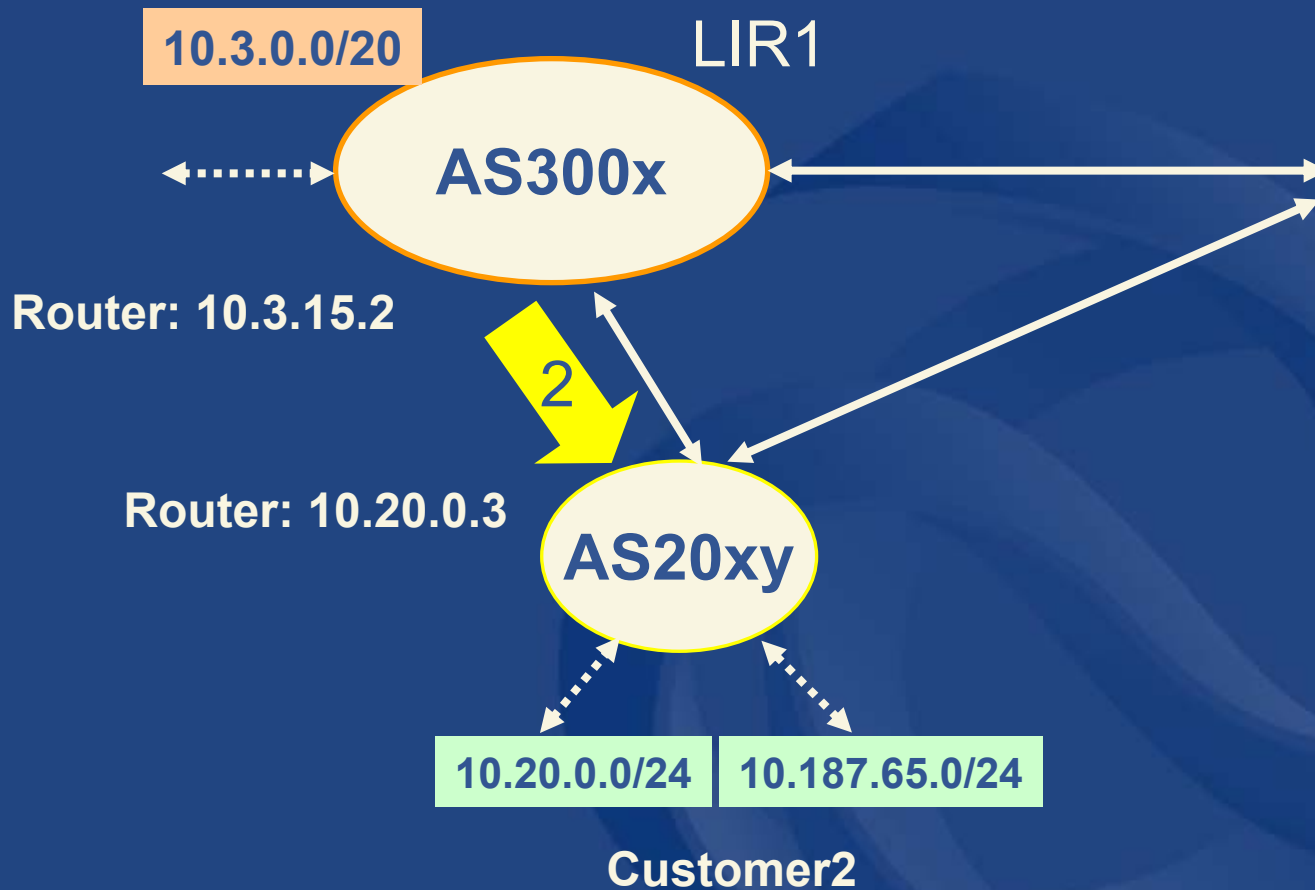 10.3.0.0/20
LIR1
AS300x
Router: 10.3.15.2
2
Router: 10.20.0.3
AS20xy
10.20.0.0/24
10.187.65.0/24
Customer2